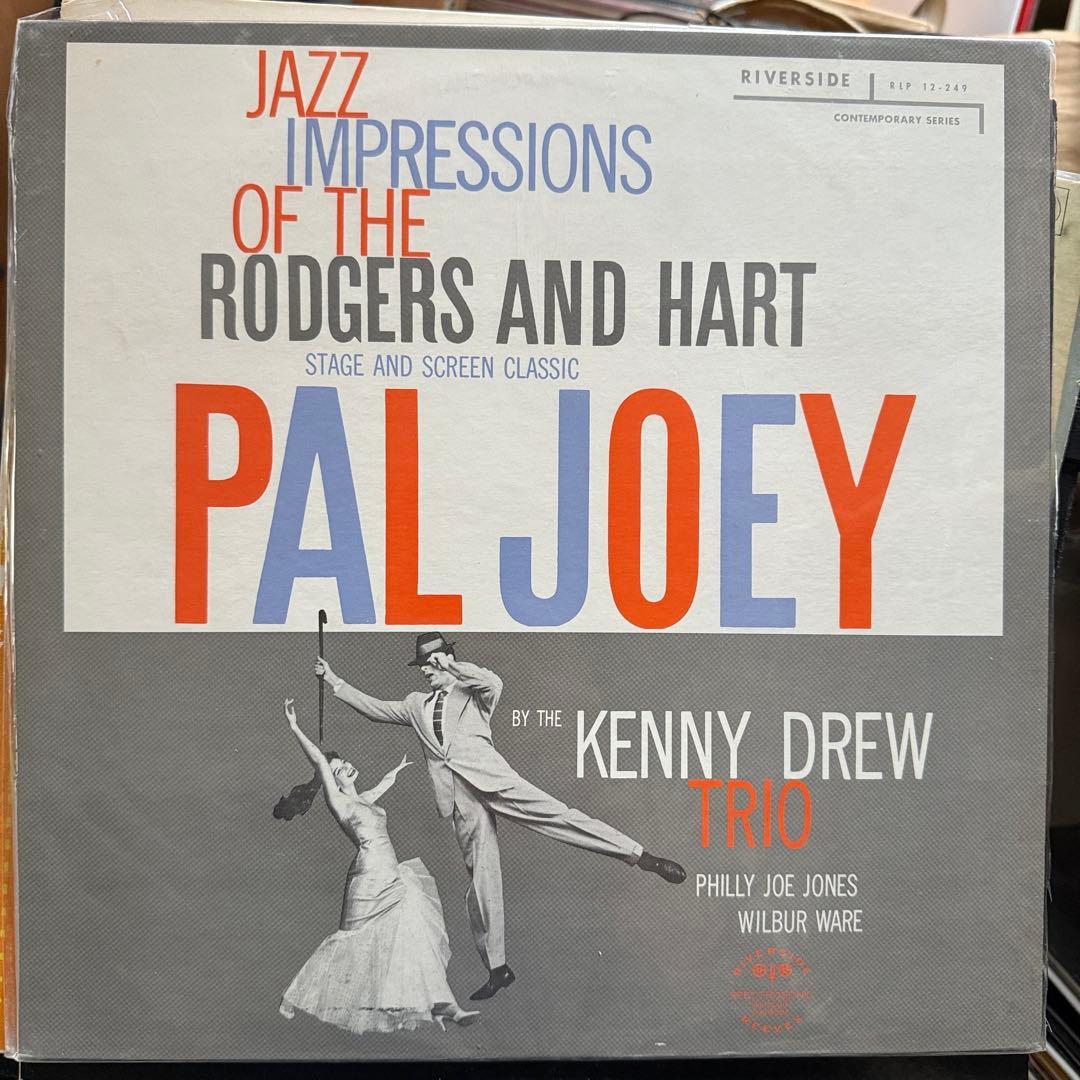 JAZZ
IMPRESSIONS
OF THE
RODGERS AND HART
STAGE AND SCREEN CLASSIC
PAL JOEY
RIVERSIDE
RLP 12-249
CONTEMPORARY SERIES
BY THE
KENNY DREW
TRIO
PHILLY JOE JONES
WILBUR WARE
RIVERSIDE
REEVES